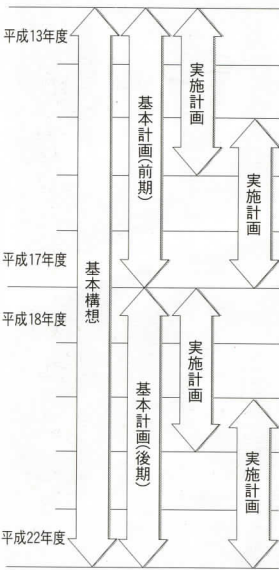 平成13年度
平成17年度
平成18年度
平成22年度
基本構想
基本計画(前期)
基本計画(後期)
実施計画
実施計画
実施計画
実施計画